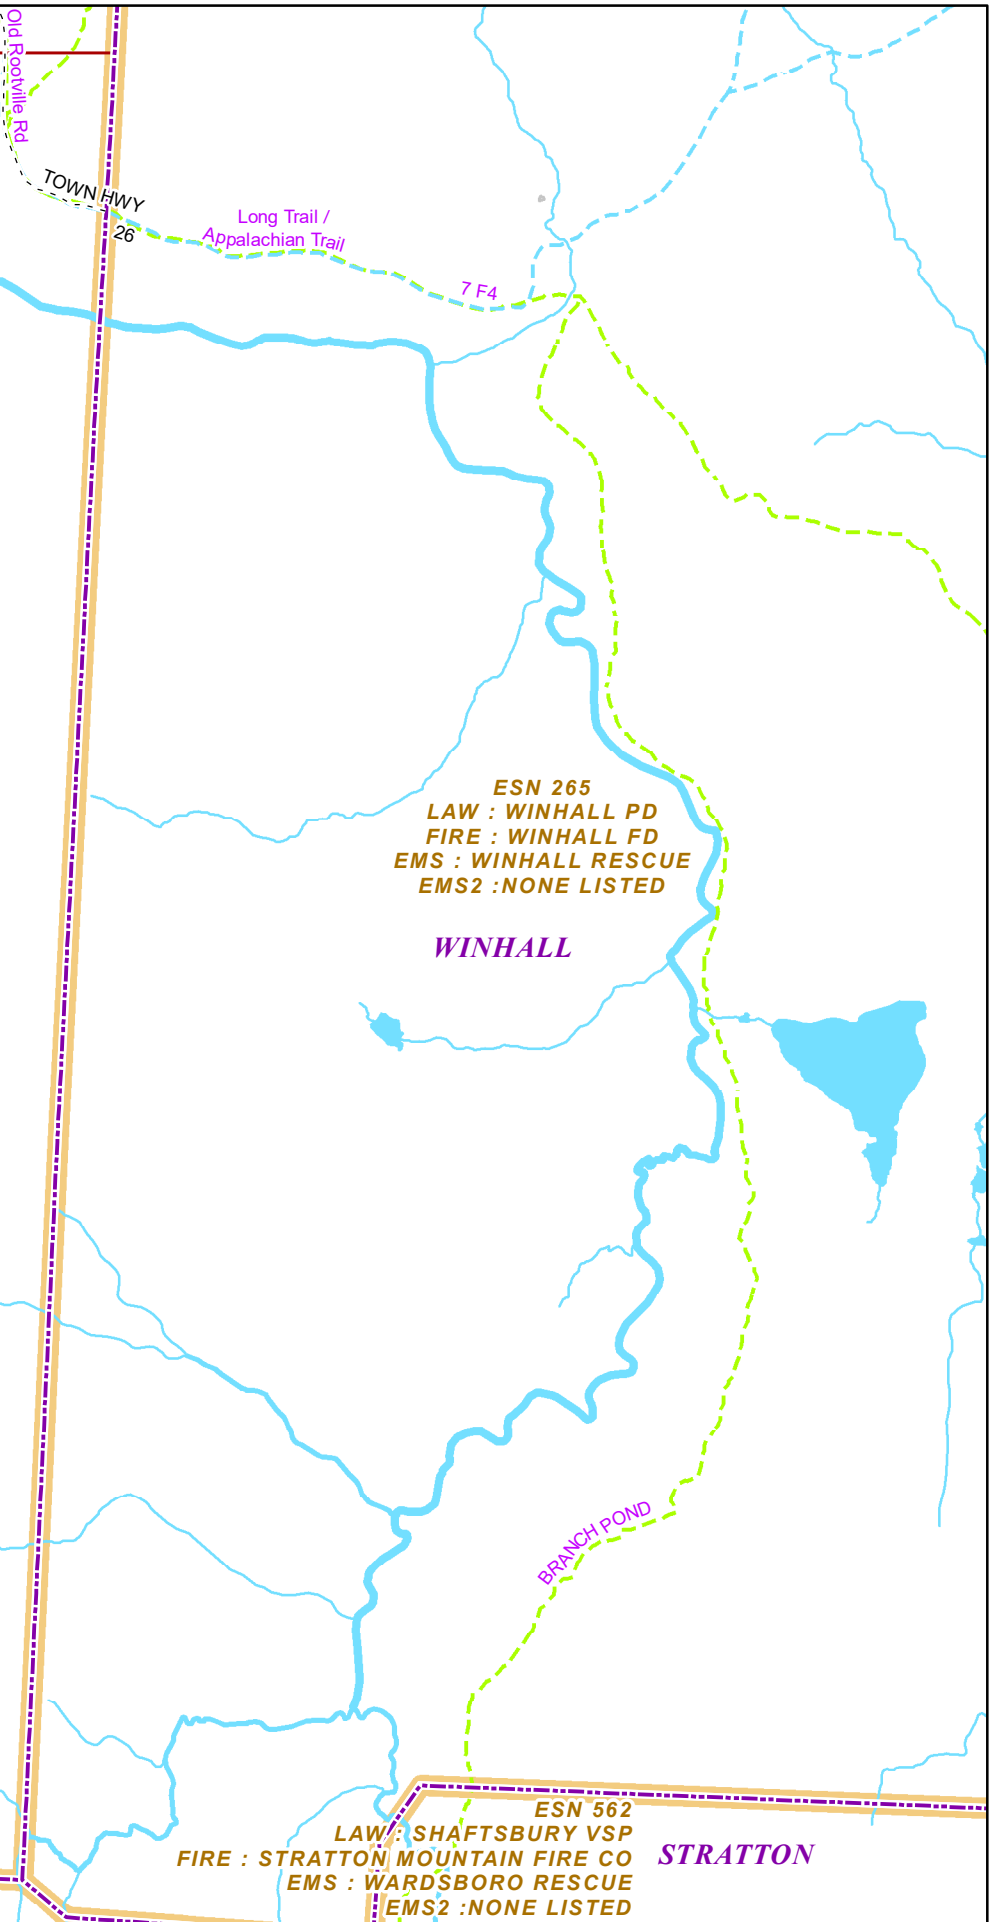 Old Rootville Rd
TOWN HWY
26
Long Trail /
Appalachian Trail
7 F4
ESN 265
LAW : WINHALL PD
FIRE : WINHALL FD
EMS : WINHALL RESCUE
EMS2 :NONE LISTED
WINHALL
BRANCH POND
ESN 562
LAW : SHAFTSBURY VSP
FIRE : STRATTON MOUNTAIN FIRE CO
EMS : WARDSBORO RESCUE
EMS2 :NONE LISTED
STRATTON